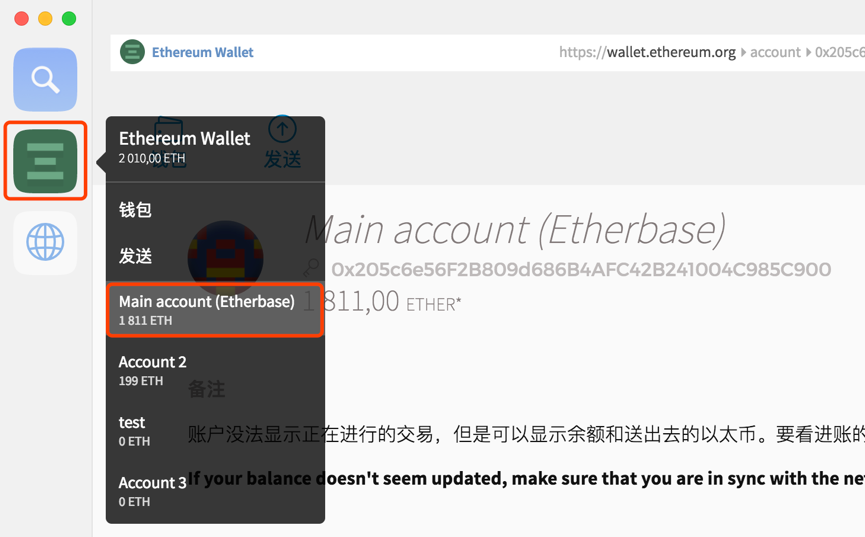 Ethereum Wallet
https://wallet.ethereum.org
account
0x205c6
Ethereum Wallet
2 010,00 ETH
钱包
发送
钱包
发送
Main account (Etherbase)
1 811 ETH
Account 2
199 ETH
test
0 ETH
Account 3
0 ETH
Main account (Etherbase)
0x205c6e56F2B809d686B4AFC42B241004C985C900
1 811,00 ETHER*
备注
账户没法显示正在进行的交易，但是可以显示余额和送出去的以太币。要看进账的
If your balance doesn't seem updated, make sure that you are in sync with the ne